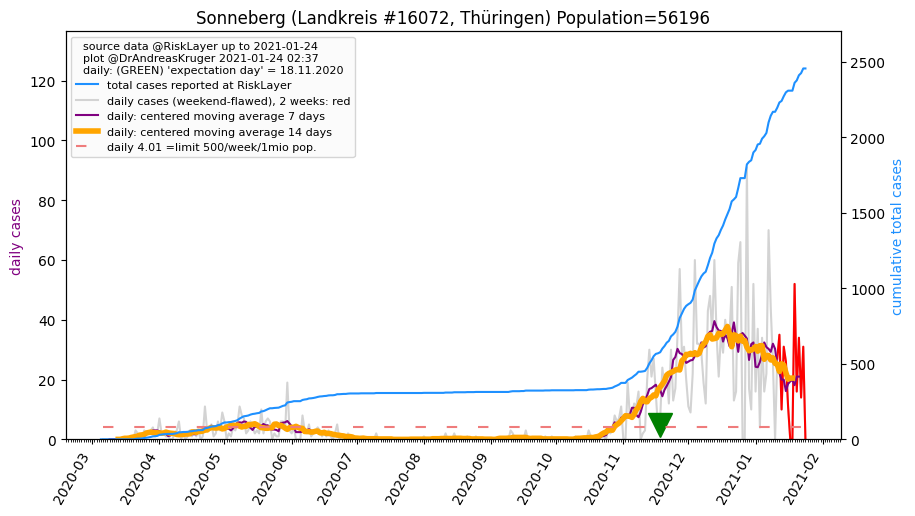 Sonneberg (Landkreis #16072, Thüringen) Population=56196
source data @RiskLayer up to 2021-01-24
plot @DrAndreasKruger 2021-01-24 02:37
daily: (GREEN) 'expectation day' = 18.11.2020
total cases reported at RiskLayer
daily cases (weekend-flawed), 2 weeks: red
daily: centered moving average 7 days
daily: centered moving average 14 days
daily 4.01 =limit 500/week/1mio pop.
daily cases
120
100
80
60
40
20
0
cumulative total cases
2500
2000
1500
1000
500
0
2020-03
2020-04
2020-05
2020-06
2020-07
2020-08
2020-09
2020-10
2020-11
2020-12
2021-01
2021-02